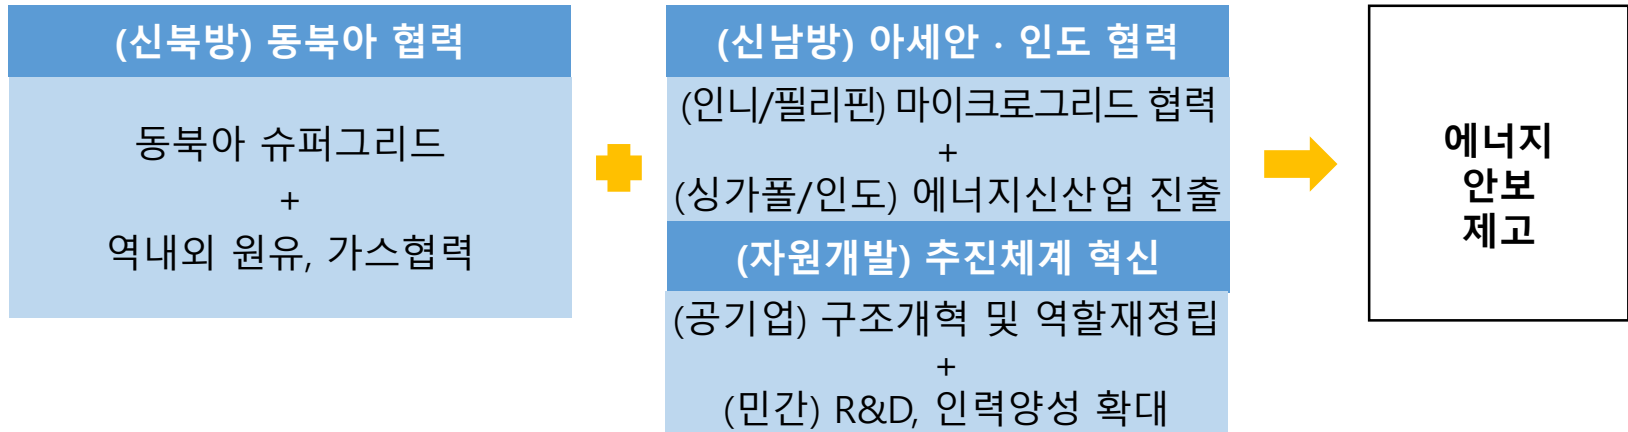 (신북방) 동북아 협력
동북아 슈퍼그리드
+
역내외 원유, 가스협력
(신남방) 아세안 · 인도 협력
(인니/필리핀) 마이크로그리드 협력
+
(싱가폴/인도) 에너지신산업 진출
(자원개발) 추진체계 혁신
(공기업) 구조개혁 및 역할재정립
+
(민간) R&D, 인력양성 확대
에너지
안보
제고